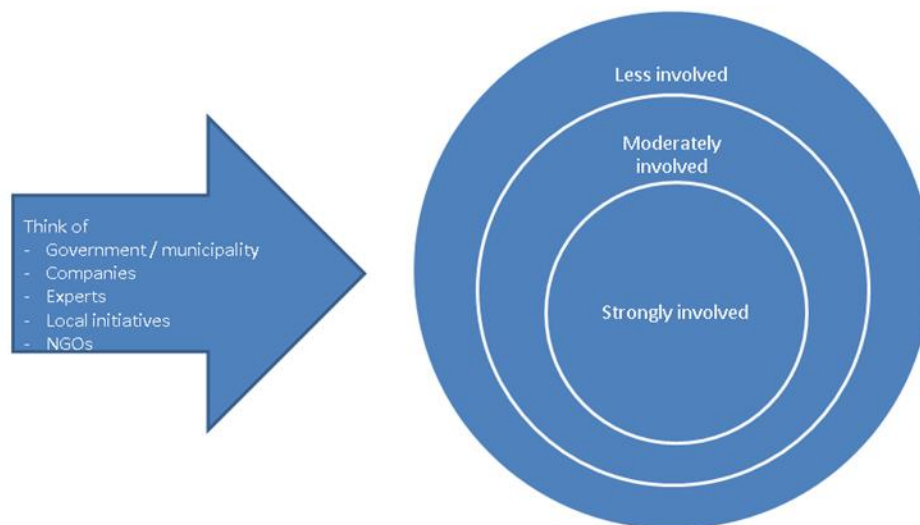 Think of
- Government / municipality
- Companies
- Experts
- Local initiatives
- NGOs
Less involved
Moderately
involved
Strongly involved